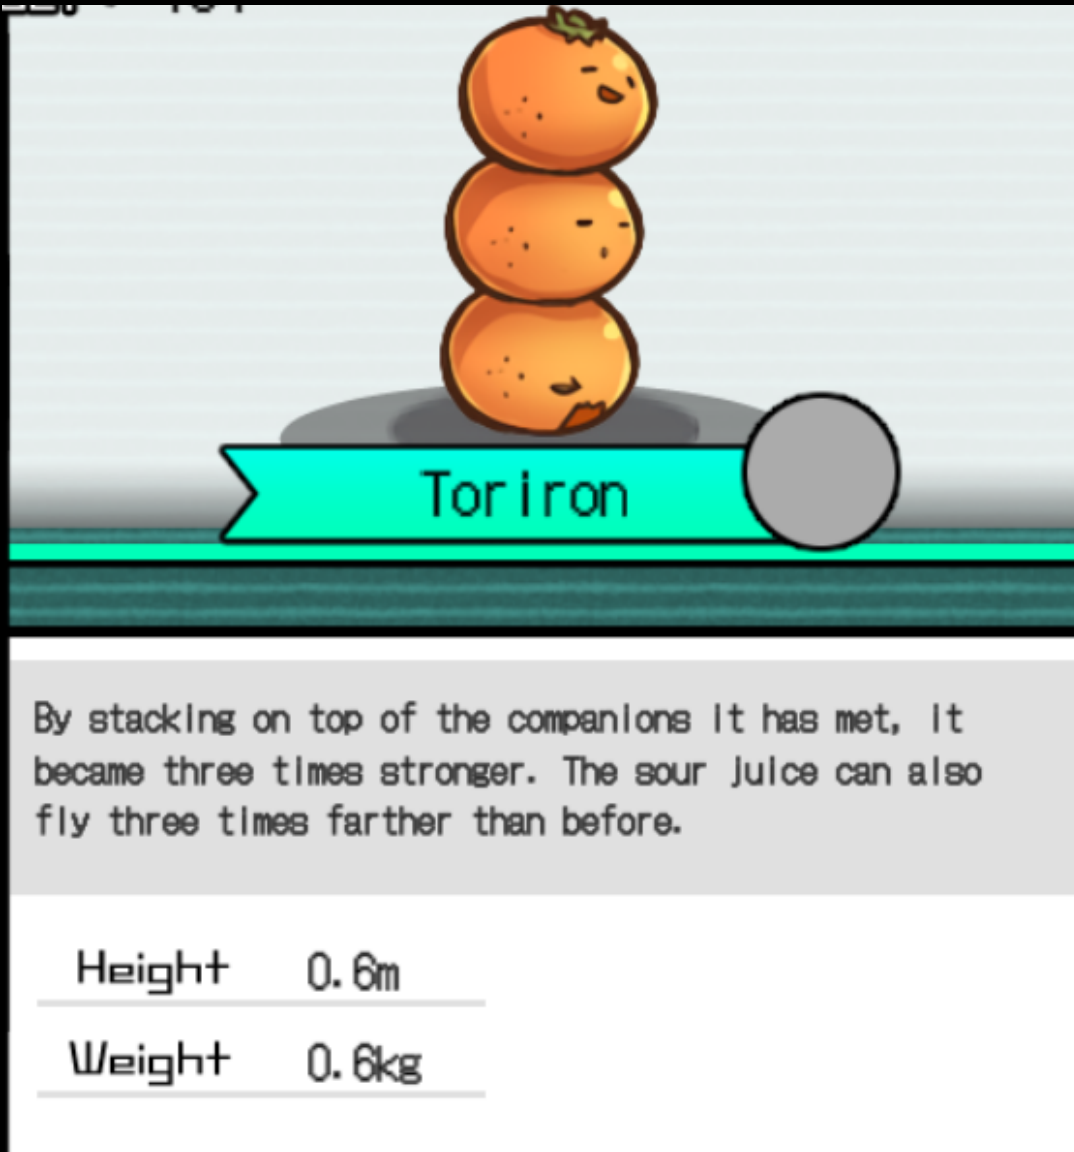 Toriron
By stacking on top of the companions it has met, it
became three times stronger. The sour juice can also
fly three times farther than before.
Height 0.6m
Weight 0.6kg